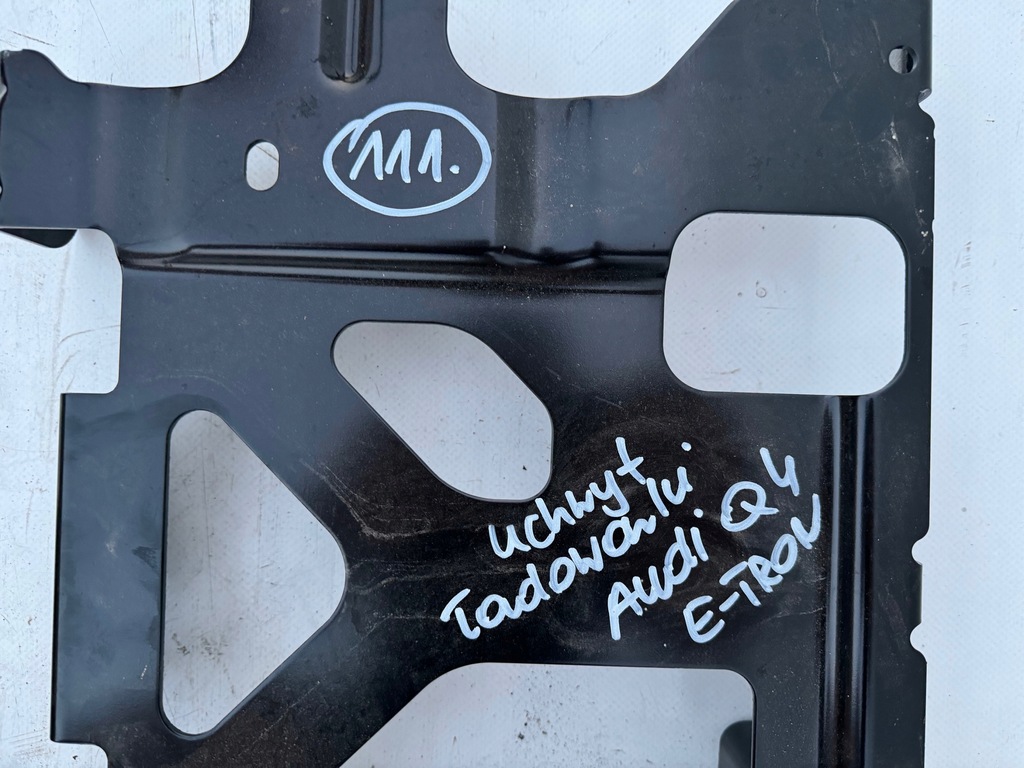 111.
uchwyt
Ładowarki
Audi Q4
E-TRON